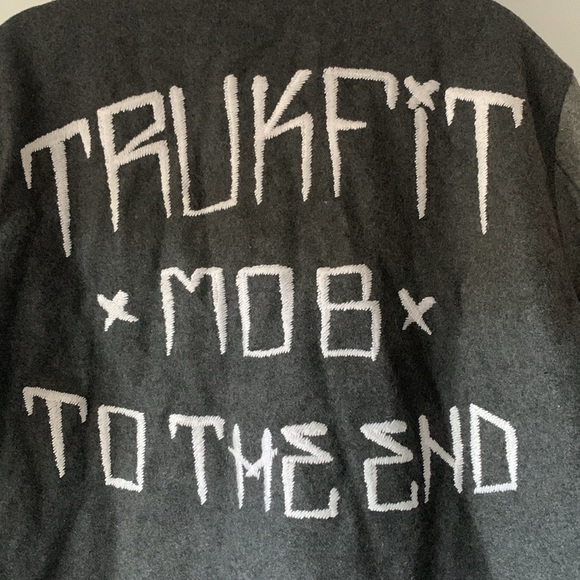 TRUKFiT
x MOB x
TO THE END